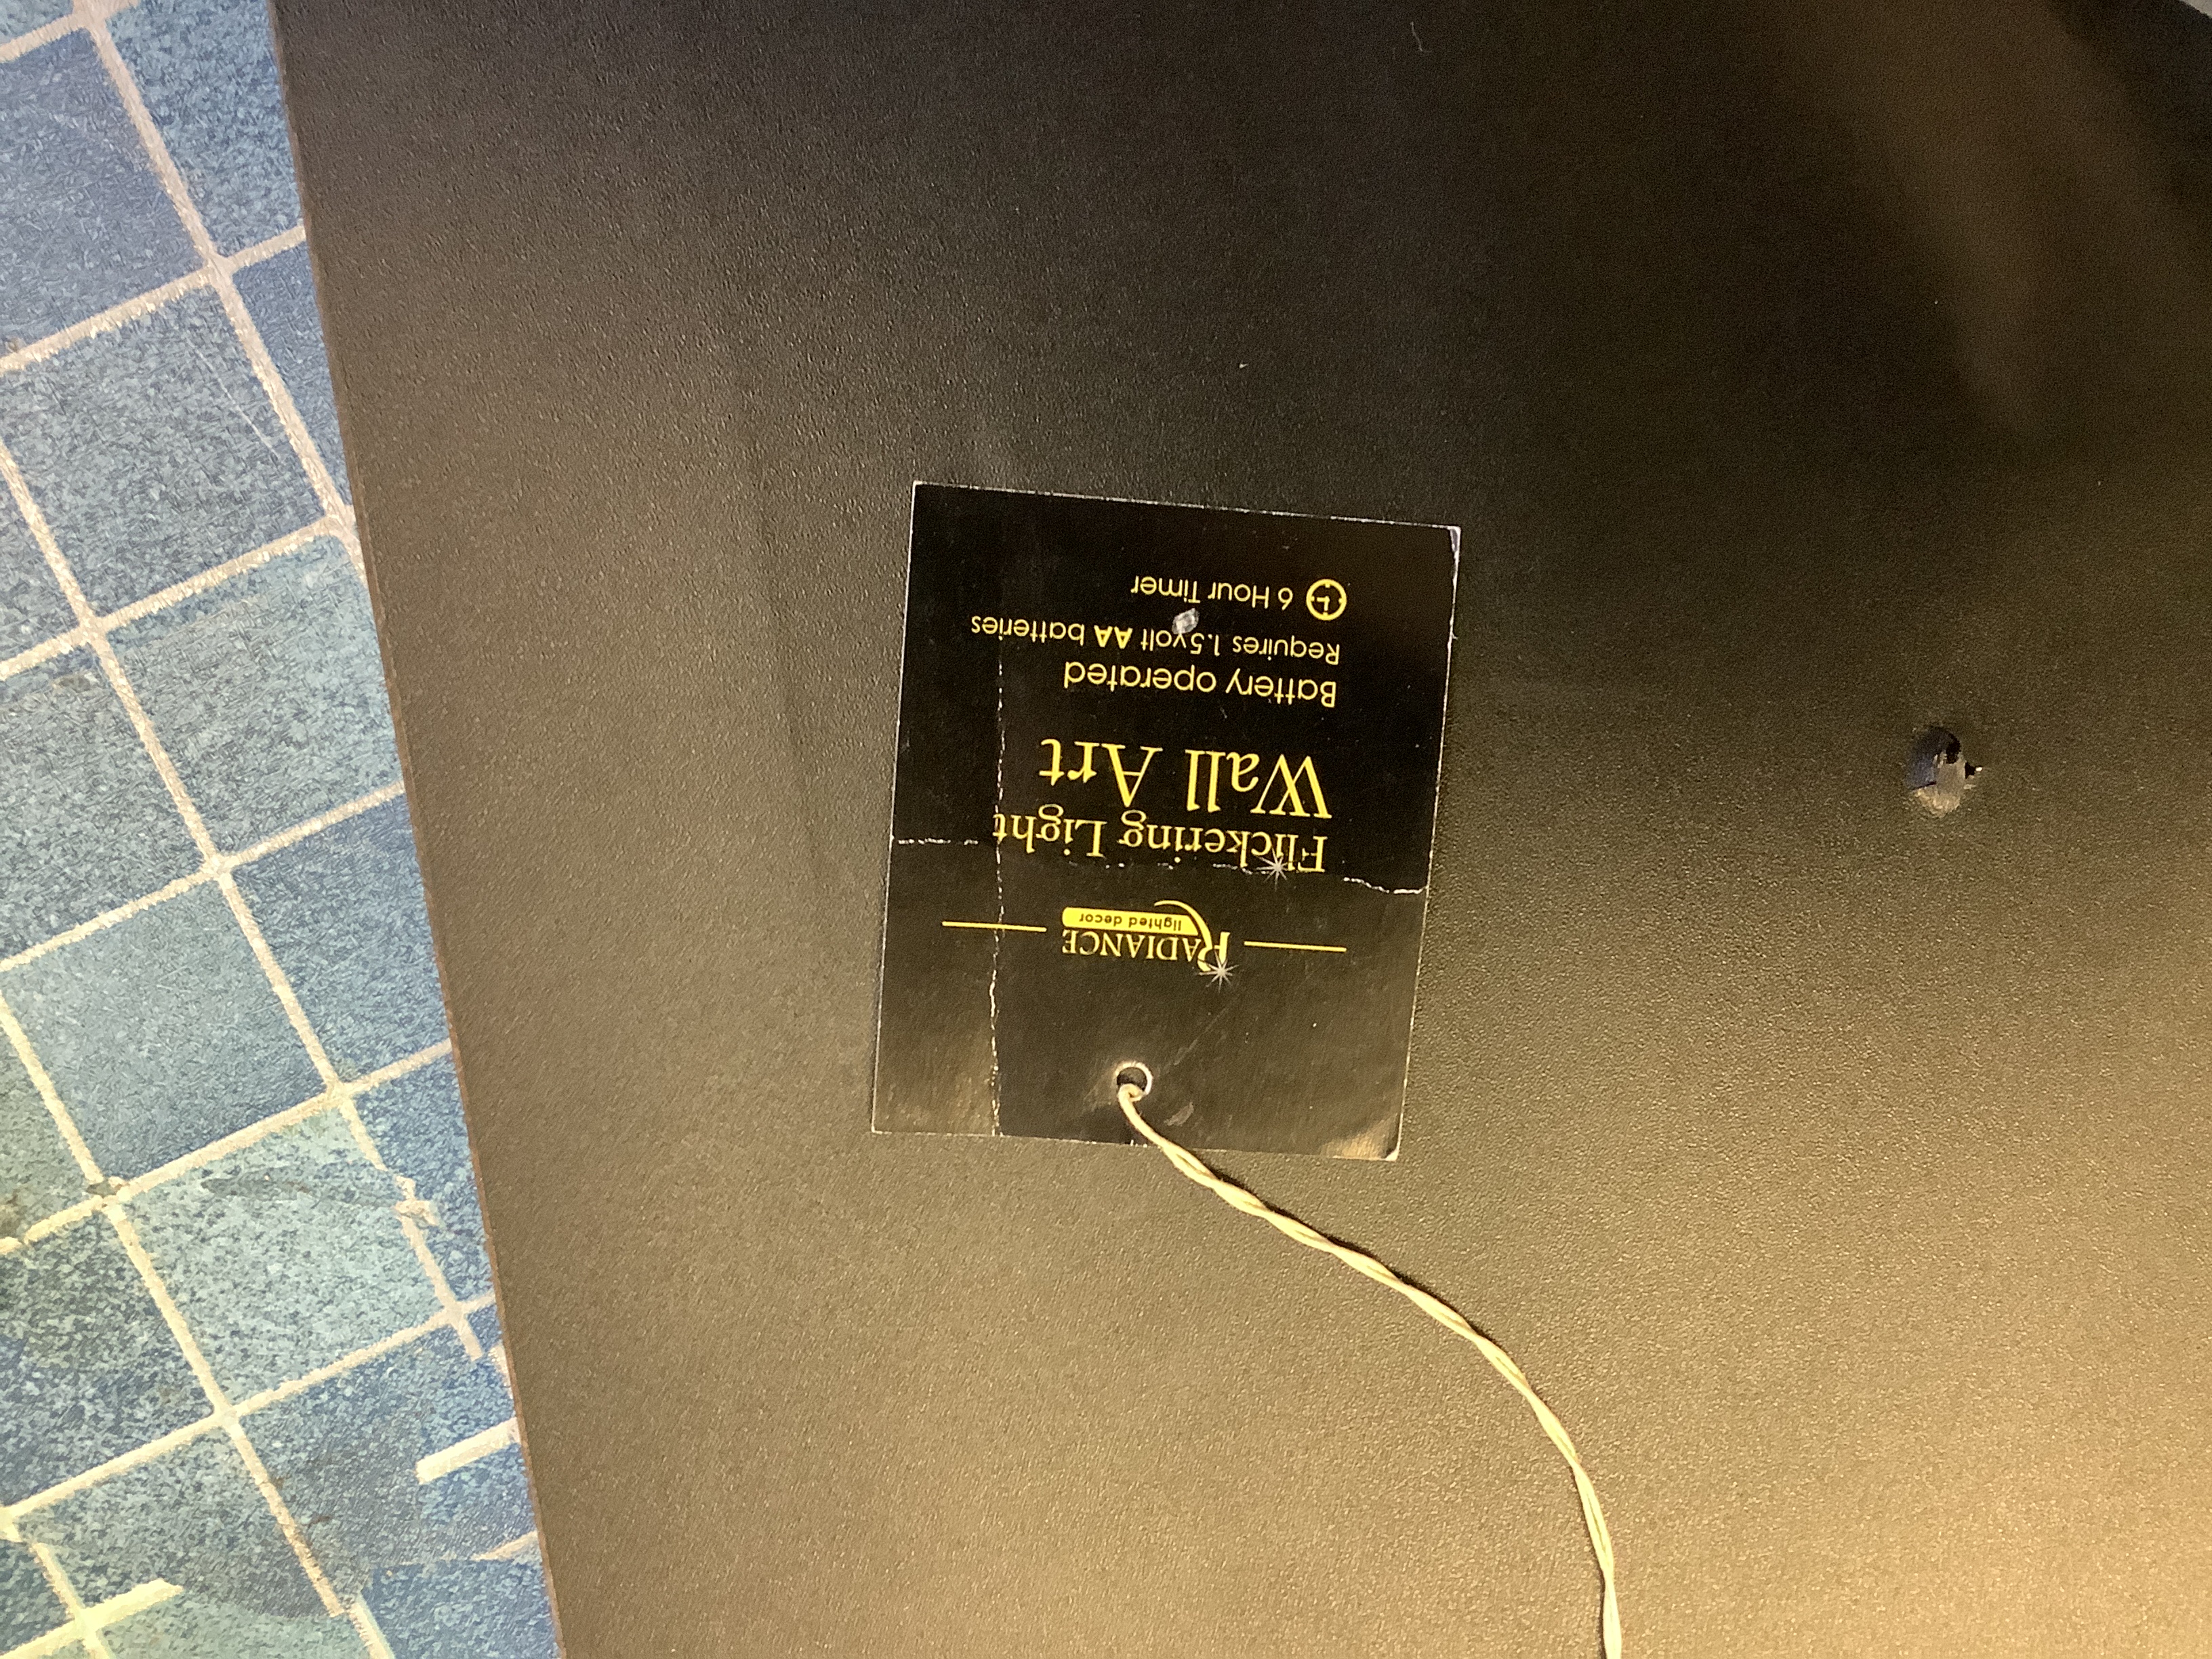 RADIANCE
lighted decor
Flickering Light
Wall Art
Battery operated
Requires 1.5volt AA batteries
6 Hour Timer